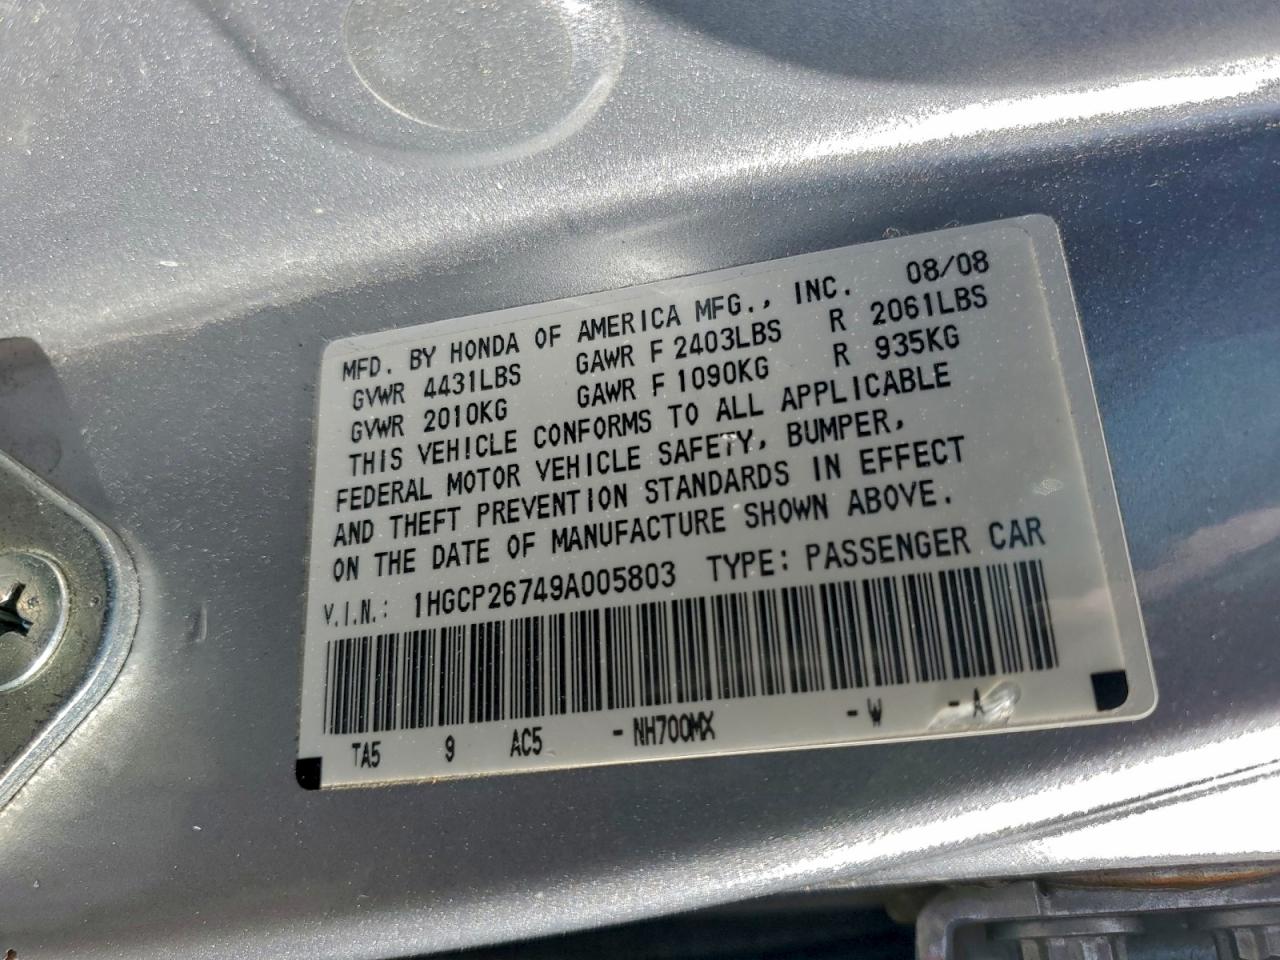 MFD. BY HONDA OF AMERICA MFG., INC. 08/08
GVWR 4431LBS GAWR F 2403LBS R 2061LBS
GVWR 2010KG GAWR F 1090KG R 935KG
THIS VEHICLE CONFORMS TO ALL APPLICABLE
FEDERAL MOTOR VEHICLE SAFETY, BUMPER,
AND THEFT PREVENTION STANDARDS IN EFFECT
ON THE DATE OF MANUFACTURE SHOWN ABOVE.
V.I.N.: 1HGCP26749A005803 TYPE: PASSENGER CAR
TA5 9 AC5 -NH700MX -W -A